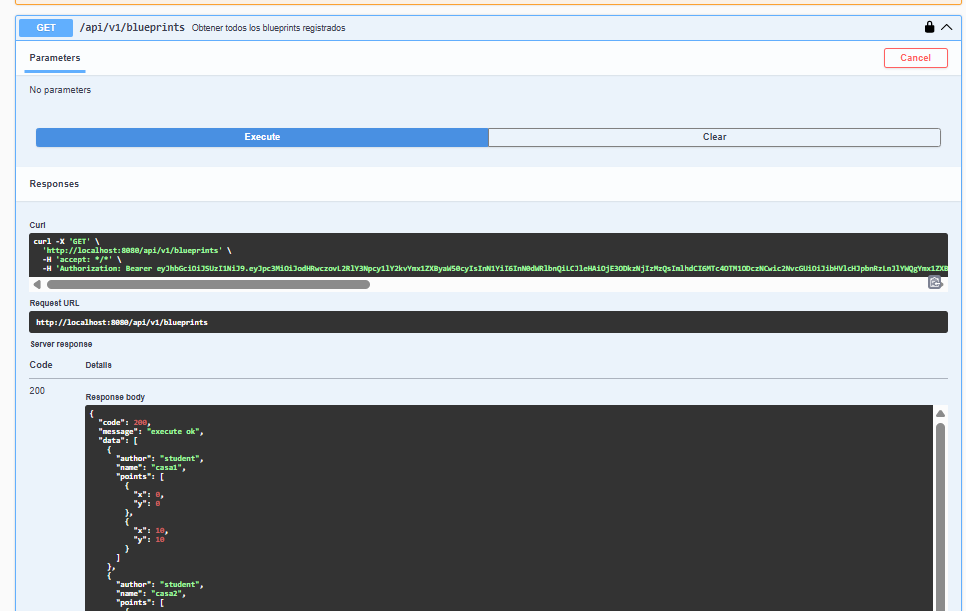 GET /api/v1/blueprints Obtener todos los blueprints registrados
Parameters
Cancel
No parameters
Execute
Clear
Responses
Curl
curl -X 'GET' \
'http://localhost:8080/api/v1/blueprints' \
-H 'accept: */*' \
-H 'Authorization: Bearer
Request URL
http://localhost:8080/api/v1/blueprints
Server response
Code Details
200
Response body
{
"code": 200,
"message": "execute ok",
"data": [
{
"author": "student",
"name": "casa1",
"points": [
{
"x": 0,
"y": 0
},
{
"x": 10,
"y": 10
}
]
},
{
"author": "student",
"name": "casa2",
"points": [